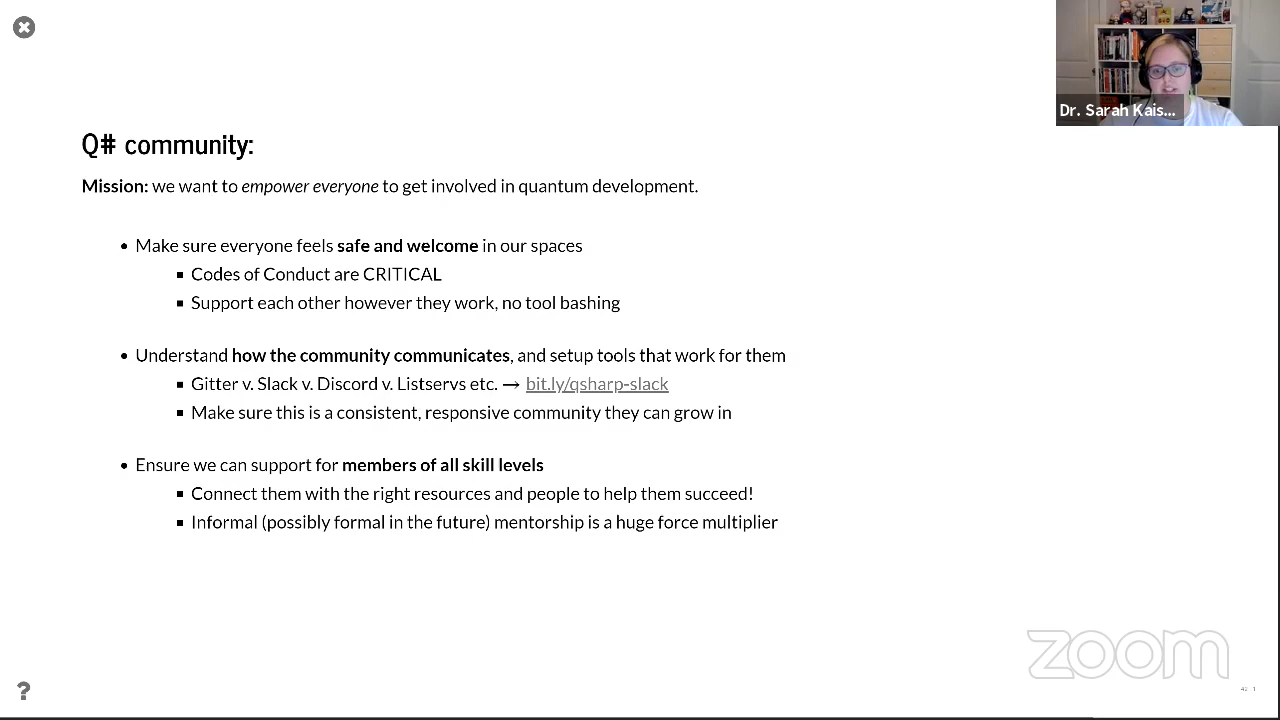 Dr. Sarah Kais...
Q# community:
Mission: we want to empower everyone to get involved in quantum development.
Make sure everyone feels safe and welcome in our spaces
Codes of Conduct are CRITICAL
Support each other however they work, no tool bashing
Understand how the community communicates, and setup tools that work for them
Gitter v. Slack v. Discord v. Listservs etc. → bit.ly/qsharp-slack
Make sure this is a consistent, responsive community they can grow in
Ensure we can support for members of all skill levels
Connect them with the right resources and people to help them succeed!
Informal (possibly formal in the future) mentorship is a huge force multiplier
zoom
?